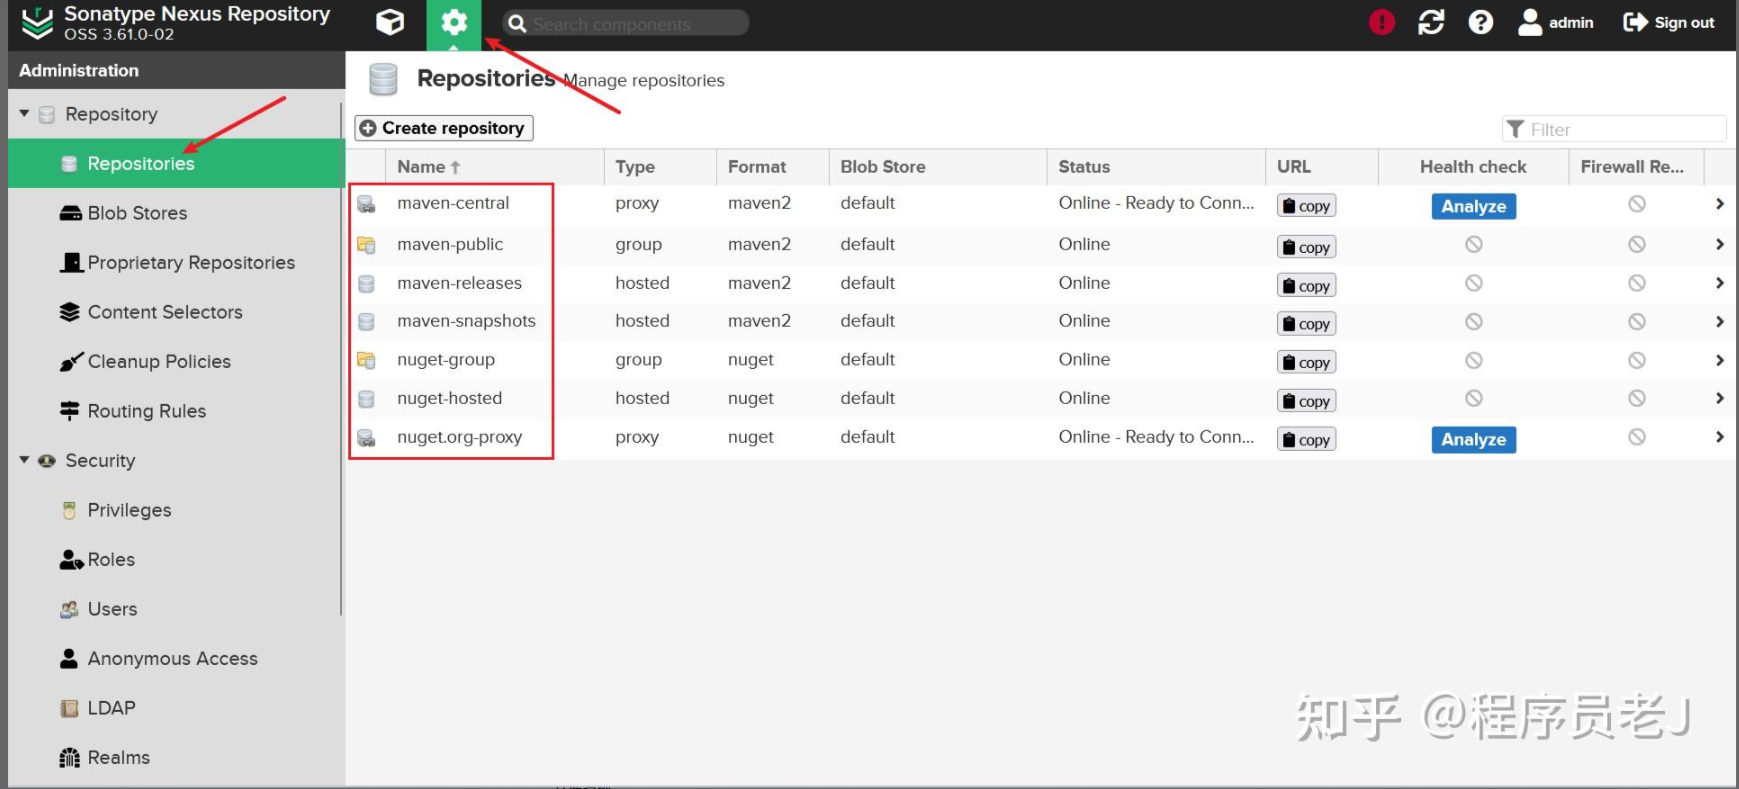 Sonatype Nexus Repository
OSS 3.61.0-02
Search components
admin
Sign out
Administration
Repository
Repositories
Blob Stores
Proprietary Repositories
Content Selectors
Cleanup Policies
Routing Rules
Security
Privileges
Roles
Users
Anonymous Access
LDAP
Realms
Repositories Manage repositories
Create repository
Filter
Name Type Format Blob Store Status URL Health check Firewall Re...
maven-central proxy maven2 default Online - Ready to Conn... copy Analyze
maven-public group maven2 default Online copy
maven-releases hosted maven2 default Online copy
maven-snapshots hosted maven2 default Online copy
nuget-group group nuget default Online copy
nuget-hosted hosted nuget default Online copy
nuget.org-proxy proxy nuget default Online - Ready to Conn... copy Analyze
知乎 @程序员老J